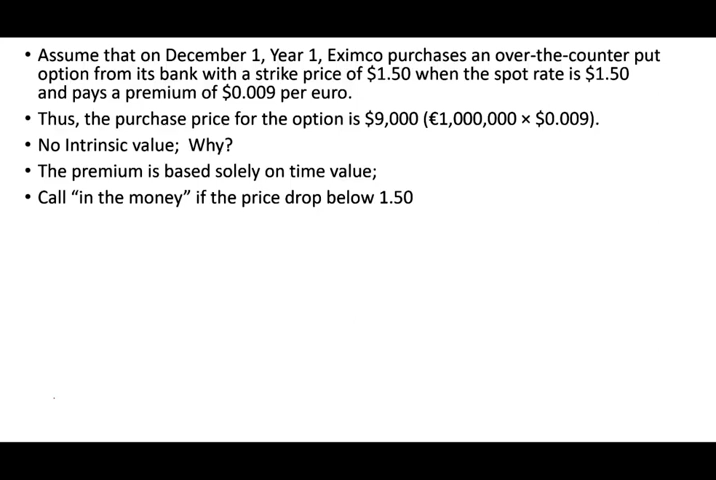 • Assume that on December 1, Year 1, Eximco purchases an over-the-counter put
option from its bank with a strike price of $1.50 when the spot rate is $1.50
and pays a premium of $0.009 per euro.
• Thus, the purchase price for the option is $9,000 (€1,000,000 × $0.009).
• No Intrinsic value; Why?
• The premium is based solely on time value;
• Call “in the money” if the price drop below 1.50